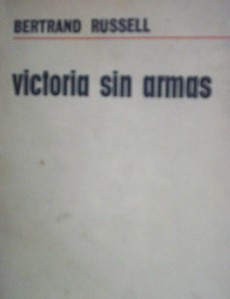 BERTRAND RUSSELL
victoria sin armas